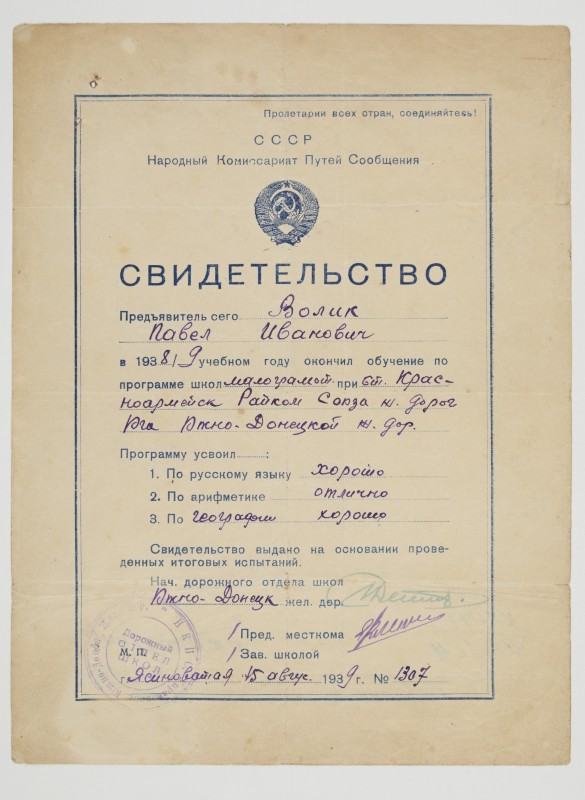 Пролетарии всех стран, соединяйтесь!
СССР
Народный Комиссариат Путей Сообщения
СВИДЕТЕЛЬСТВО
Предъявитель сего Волик
Павел Иванович
в 1938/9 учебном году окончил обучение по
программе школ малограмот. при ст. Крас-
ноармейск Райком Союза ж. дорог
Юга Южно-Донецкой ж. дор.
Программу усвоил :
1. По русскому языку хорошо
2. По арифметике отлично
3. По географии хорошо
Свидетельство выдано на основании прове-
денных итоговых испытаний.
Нач. дорожного отдела школ
Южно-Донецк жел. дор.
/ Пред. месткома
М. П. / Зав. школой
г. Ясиноватая 15 авгус. 1939 г. № 1307
Дорожный
ОТДЕЛ
ШКОЛ
НКПС